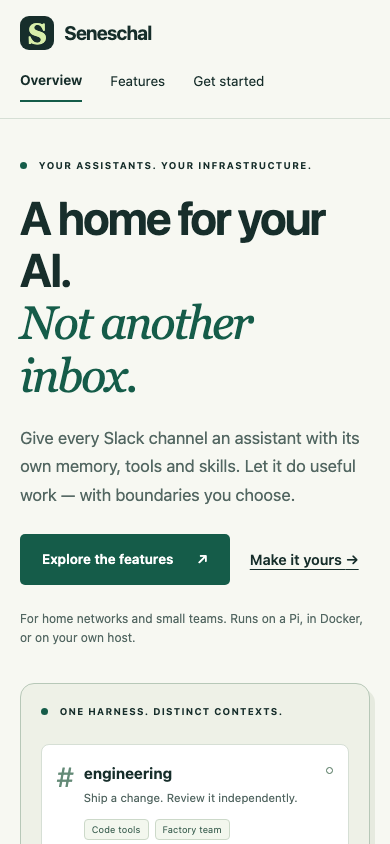 S Seneschal
Overview Features Get started
YOUR ASSISTANTS. YOUR INFRASTRUCTURE.
A home for your
AI.
Not another
inbox.
Give every Slack channel an assistant with its
own memory, tools and skills. Let it do useful
work — with boundaries you choose.
Explore the features ↗ Make it yours →
For home networks and small teams. Runs on a Pi, in Docker,
or on your own host.
ONE HARNESS. DISTINCT CONTEXTS.
# engineering
Ship a change. Review it independently.
Code tools Factory team